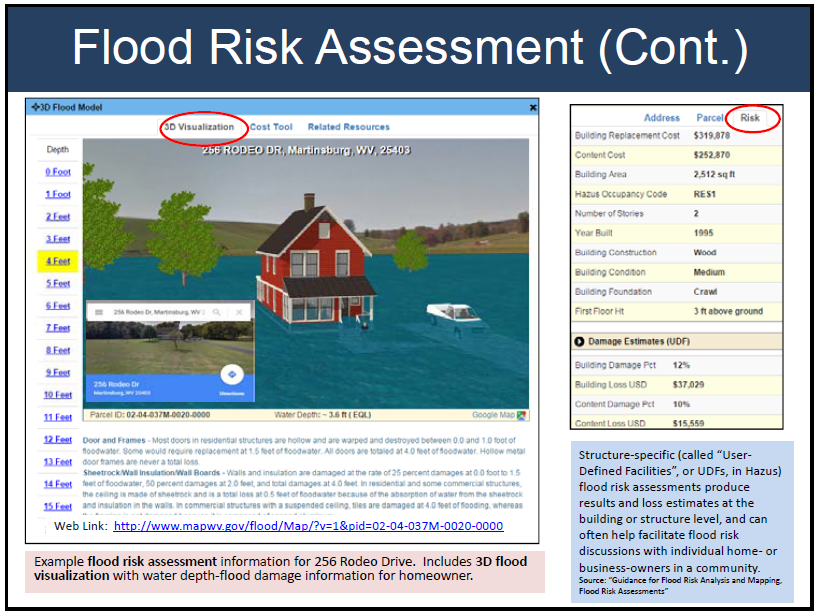 Flood Risk Assessment (Cont.)
3D Flood Model
3D Visualization Cost Tool Related Resources
Depth
0 Foot
1 Foot
2 Feet
3 Feet
4 Feet
5 Feet
6 Feet
7 Feet
8 Feet
9 Feet
10 Feet
11 Feet
12 Feet
13 Feet
14 Feet
15 Feet
256 RODEO DR, Martinsburg, WV, 25403
256 Rodeo Dr, Martinsburg, WV
256 Rodeo Dr
Martinsburg, WV 25403
Directions
Parcel ID: 02-04-037M-0020-0000 Water Depth: ~ 3.6 ft ( EQL) Google Map
Door and Frames - Most doors in residential structures are hollow and are warped and destroyed between 0.0 and 1.0 foot of
floodwater. Some would require replacement at 1.5 feet of floodwater. All doors are totaled at 4.0 feet of floodwater. Hollow metal
door frames are never a total loss.
Sheetrock/Wall Insulation/Wall Boards - Walls and insulation are damaged at the rate of 25 percent damages at 0.0 foot to 1.5
feet of floodwater, 50 percent damages at 2.0 feet, and total damages at 4.0 feet. In residential and some commercial structures,
the ceiling is made of sheetrock and is a total loss at 0.5 feet of floodwater because of the absorption of water from the sheetrock
and insulation in the walls. In commercial structures with a suspended ceiling, tiles are damaged at 4.0 feet of flooding, whereas
Web Link: http://www.mapwv.gov/flood/Map/?v=1&pid=02-04-037M-0020-0000
Example flood risk assessment information for 256 Rodeo Drive. Includes 3D flood
visualization with water depth-flood damage information for homeowner.
Address Parcel Risk
Building Replacement Cost $319,878
Content Cost $252,870
Building Area 2,512 sq ft
Hazus Occupancy Code RES1
Number of Stories 2
Year Built 1995
Building Construction Wood
Building Condition Medium
Building Foundation Crawl
First Floor Ht 3 ft above ground
Damage Estimates (UDF)
Building Damage Pct 12%
Building Loss USD $37,029
Content Damage Pct 10%
Content Loss USD $15,559
Structure-specific (called “User-
Defined Facilities”, or UDFs, in Hazus)
flood risk assessments produce
results and loss estimates at the
building or structure level, and can
often help facilitate flood risk
discussions with individual home- or
business-owners in a community.
Source: “Guidance for Flood Risk Analysis and Mapping,
Flood Risk Assessments”